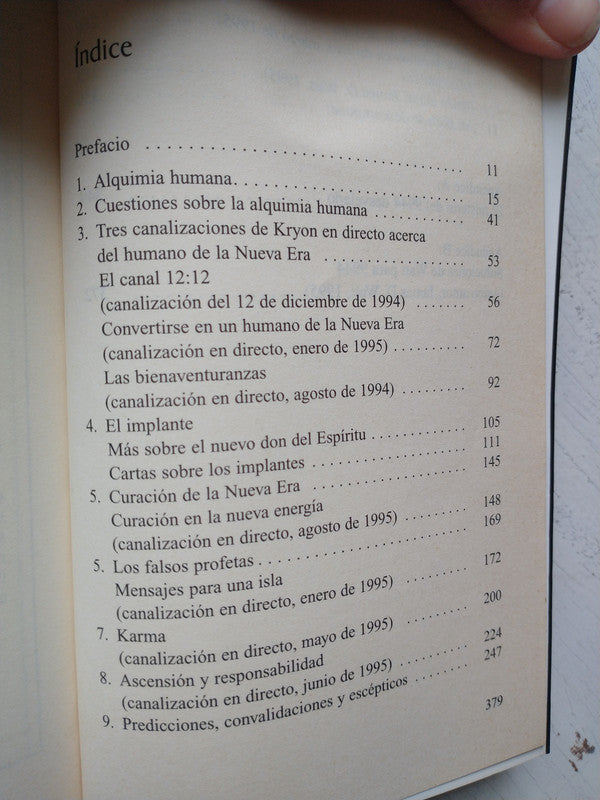 Índice
Prefacio . . . . . . . . . . . . . . . . . . . . . . . . . . 11
1. Alquimia humana. . . . . . . . . . . . . . . . . . . 15
2. Cuestiones sobre la alquimia humana . . . . . . . . 41
3. Tres canalizaciones de Kryon en directo acerca
del humano de la Nueva Era . . . . . . . . . . . . 53
El canal 12:12
(canalización del 12 de diciembre de 1994) . . . . . . . 56
Convertirse en un humano de la Nueva Era
(canalización en directo, enero de 1995) . . . . . . . . . . 72
Las bienaventuranzas
(canalización en directo, agosto de 1994) . . . . . . . . . 92
4. El implante
Más sobre el nuevo don del Espíritu . . . . . . . . . . . 105
Cartas sobre los implantes . . . . . . . . . . . . . . . . 111
5. Curación de la Nueva Era . . . . . . . . . . . . . . . 145
Curación en la nueva energía
(canalización en directo, agosto de 1995) . . . . . . . . 148
5. Los falsos profetas . . . . . . . . . . . . . . . . . . . 169
Mensajes para una isla
(canalización en directo, enero de 1995) . . . . . . . . . 172
7. Karma
(canalización en directo, mayo de 1995) . . . . . . . . 200
8. Ascensión y responsabilidad
(canalización en directo, junio de 1995) . . . . . . . . . 224
9. Predicciones, convalidaciones y escépticos . . . . . . . 247
379